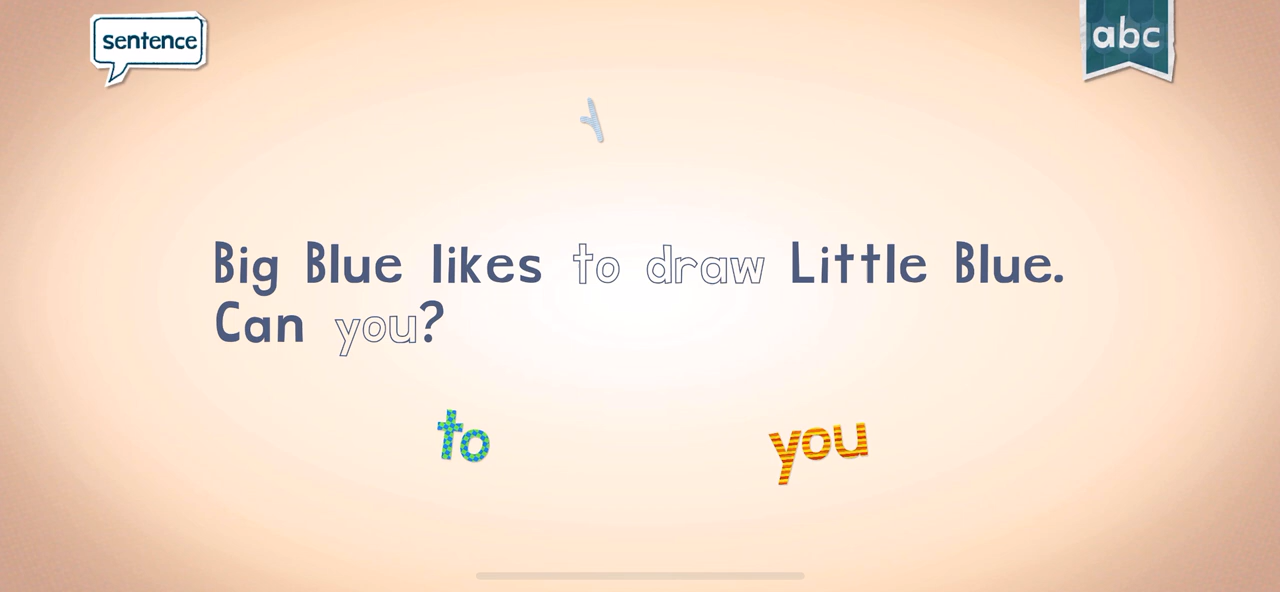 sentence
abc
Big Blue likes to draw Little Blue.
Can you?
to
you